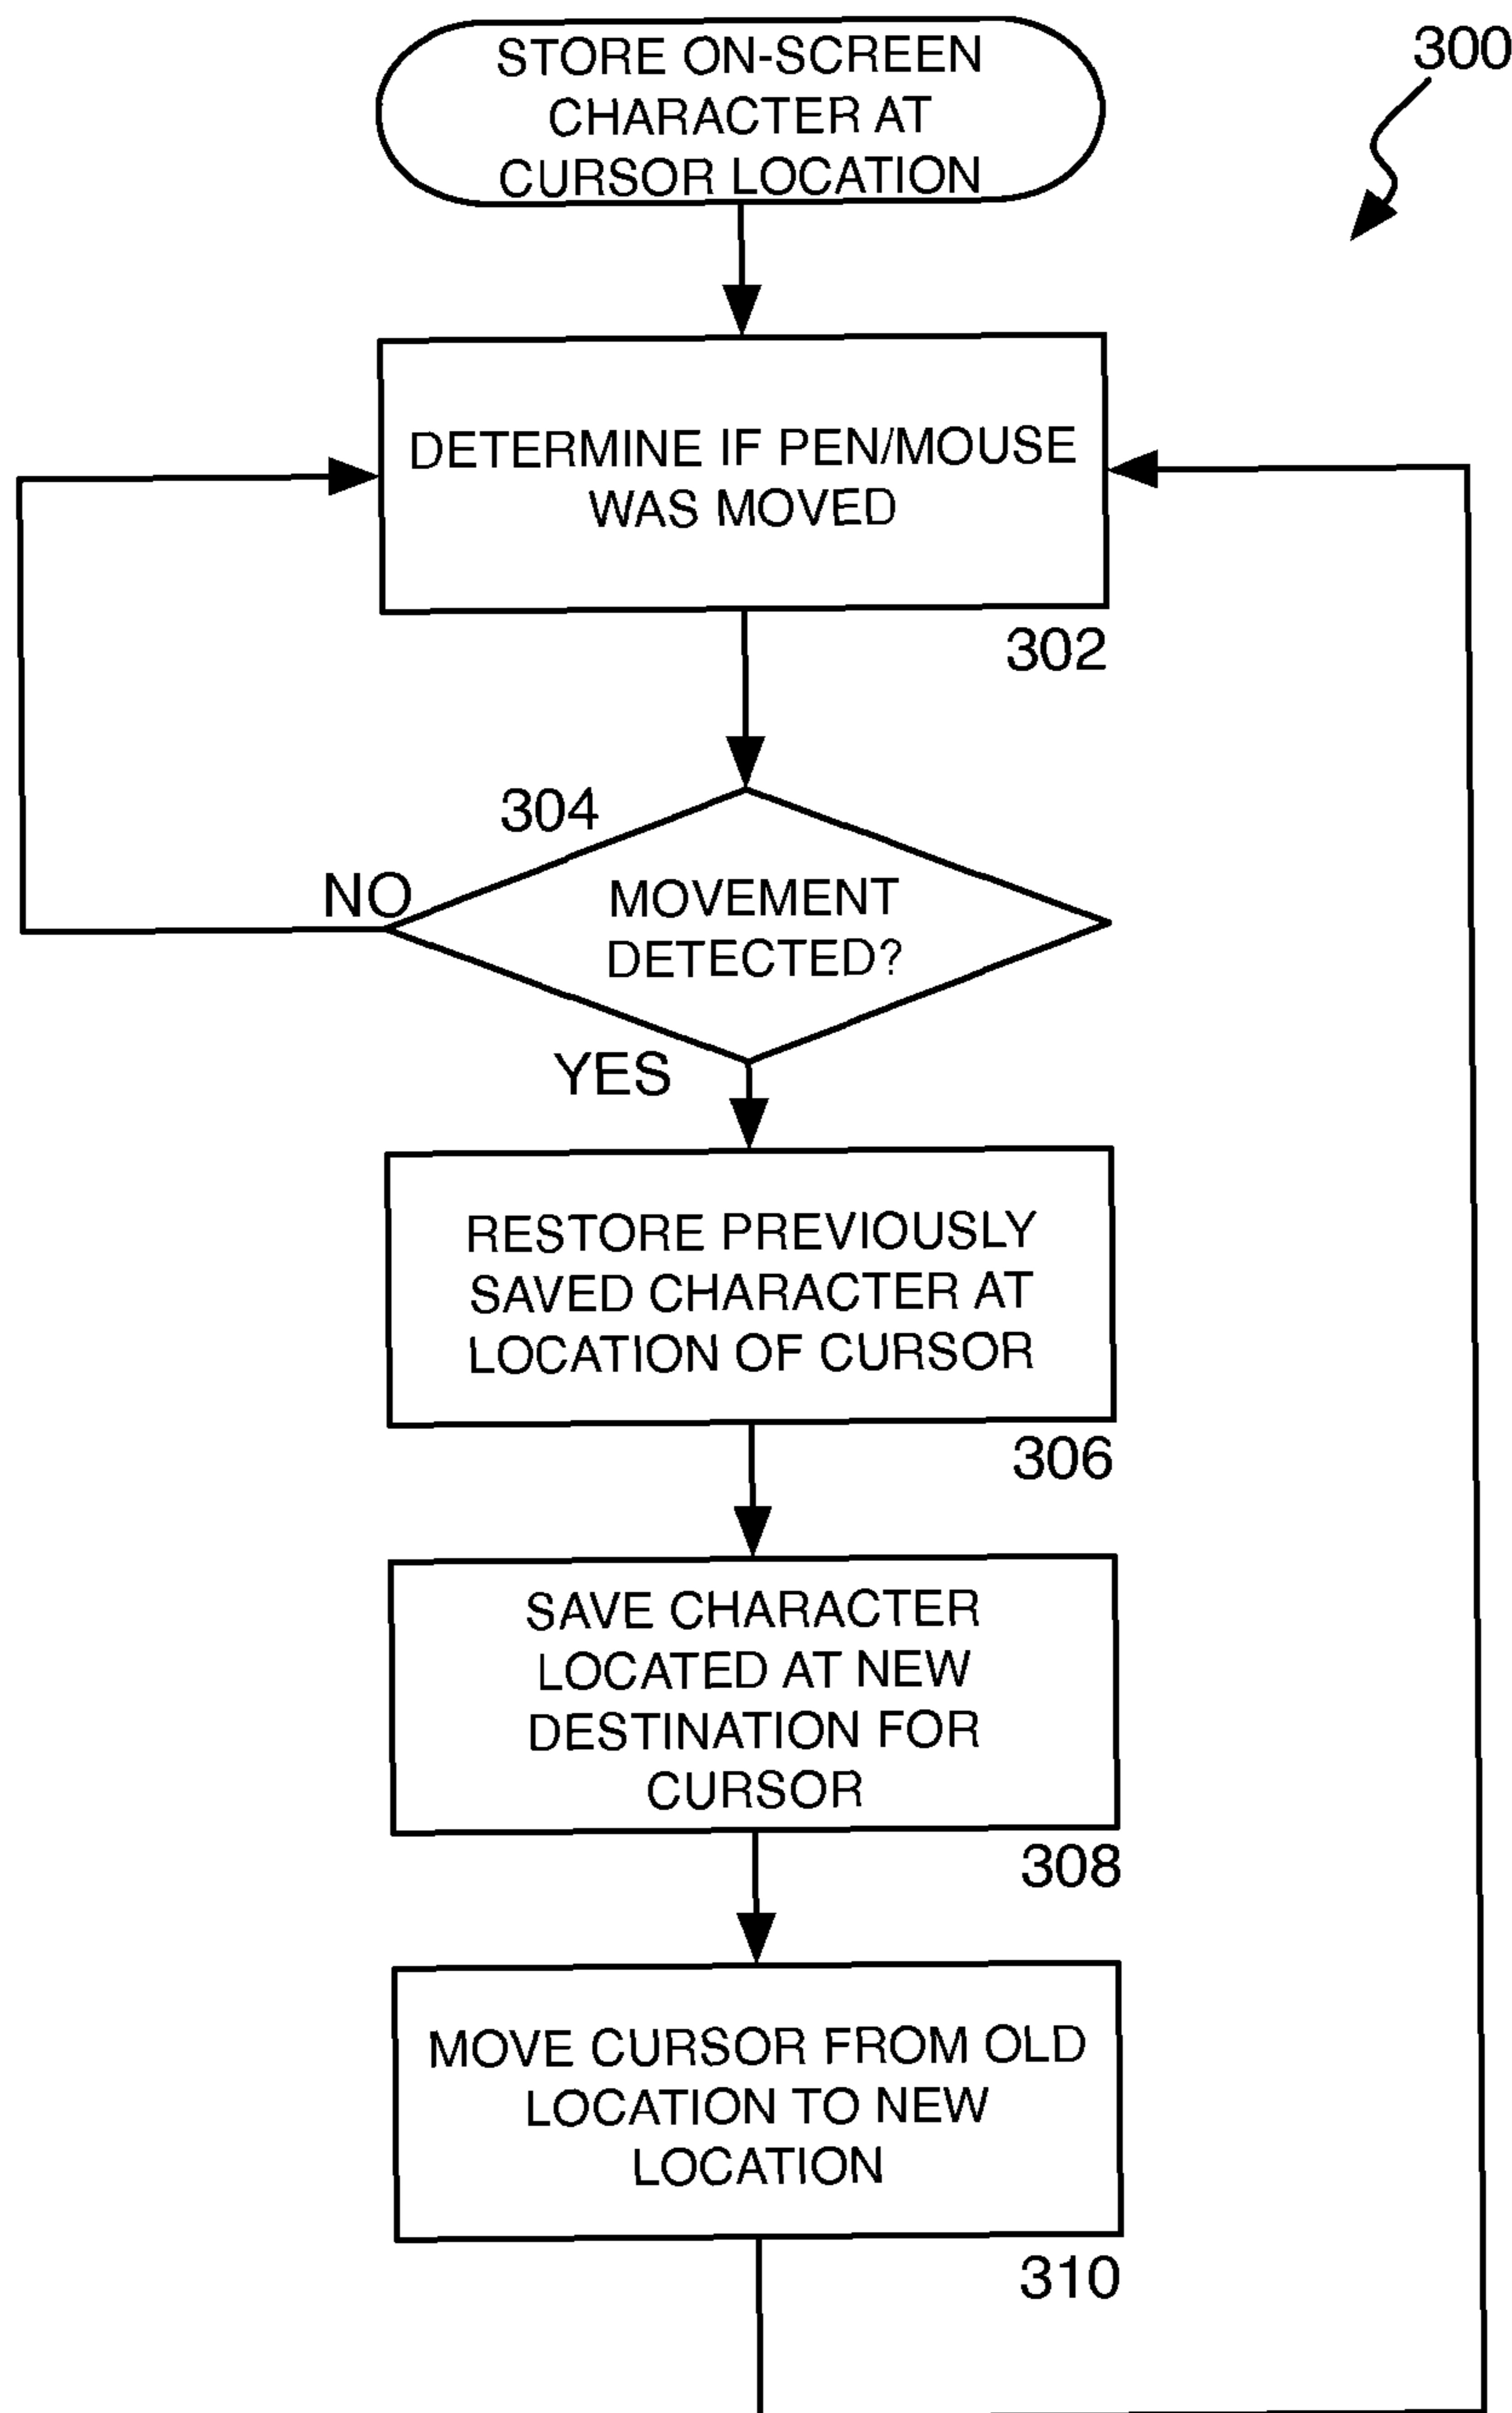 STORE ON-SCREEN
CHARACTER AT
CURSOR LOCATION
300
DETERMINE IF PEN/MOUSE
WAS MOVED
302
304
NO
MOVEMENT
DETECTED?
YES
RESTORE PREVIOUSLY
SAVED CHARACTER AT
LOCATION OF CURSOR
306
SAVE CHARACTER
LOCATED AT NEW
DESTINATION FOR
CURSOR
308
MOVE CURSOR FROM OLD
LOCATION TO NEW
LOCATION
310